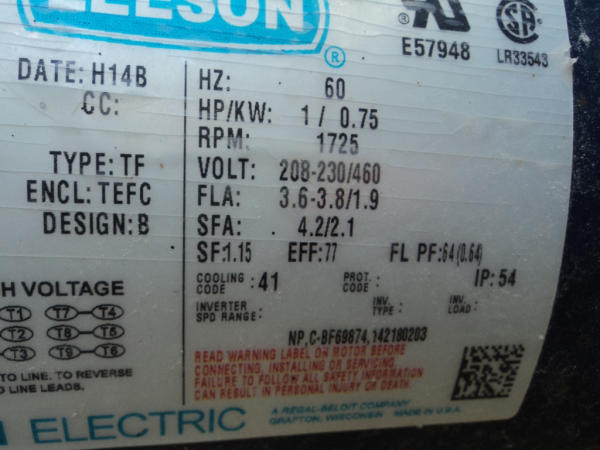 LEESON ®
E57948
LR33543
DATE: H14B
CC:
TYPE: TF
ENCL: TEFC
DESIGN: B
HZ: 60
HP/KW: 1 / 0.75
RPM: 1725
VOLT: 208-230/460
FLA: 3.6-3.8/1.9
SFA: 4.2/2.1
SF:1.15 EFF:77 FL PF:64(0.64)
COOLING CODE :41 PROT. CODE : IP: 54
INVERTER SPD RANGE: INV. TYPE : INV. LOAD :
H VOLTAGE
T1 T7 T4
T2 T8 T5
T3 T9 T6
TO LINE. TO REVERSE
O LINE LEADS.
NP,C-BF69874,142180203
READ WARNING LABEL ON MOTOR BEFORE
CONNECTING, INSTALLING OR SERVICING.
FAILURE TO FOLLOW ALL SAFETY INFORMATION
CAN RESULT IN PERSONAL INJURY OR DEATH.
ELECTRIC
A REGAL-BELOIT COMPANY
GRAFTON, WISCONSIN MADE IN U.S.A.